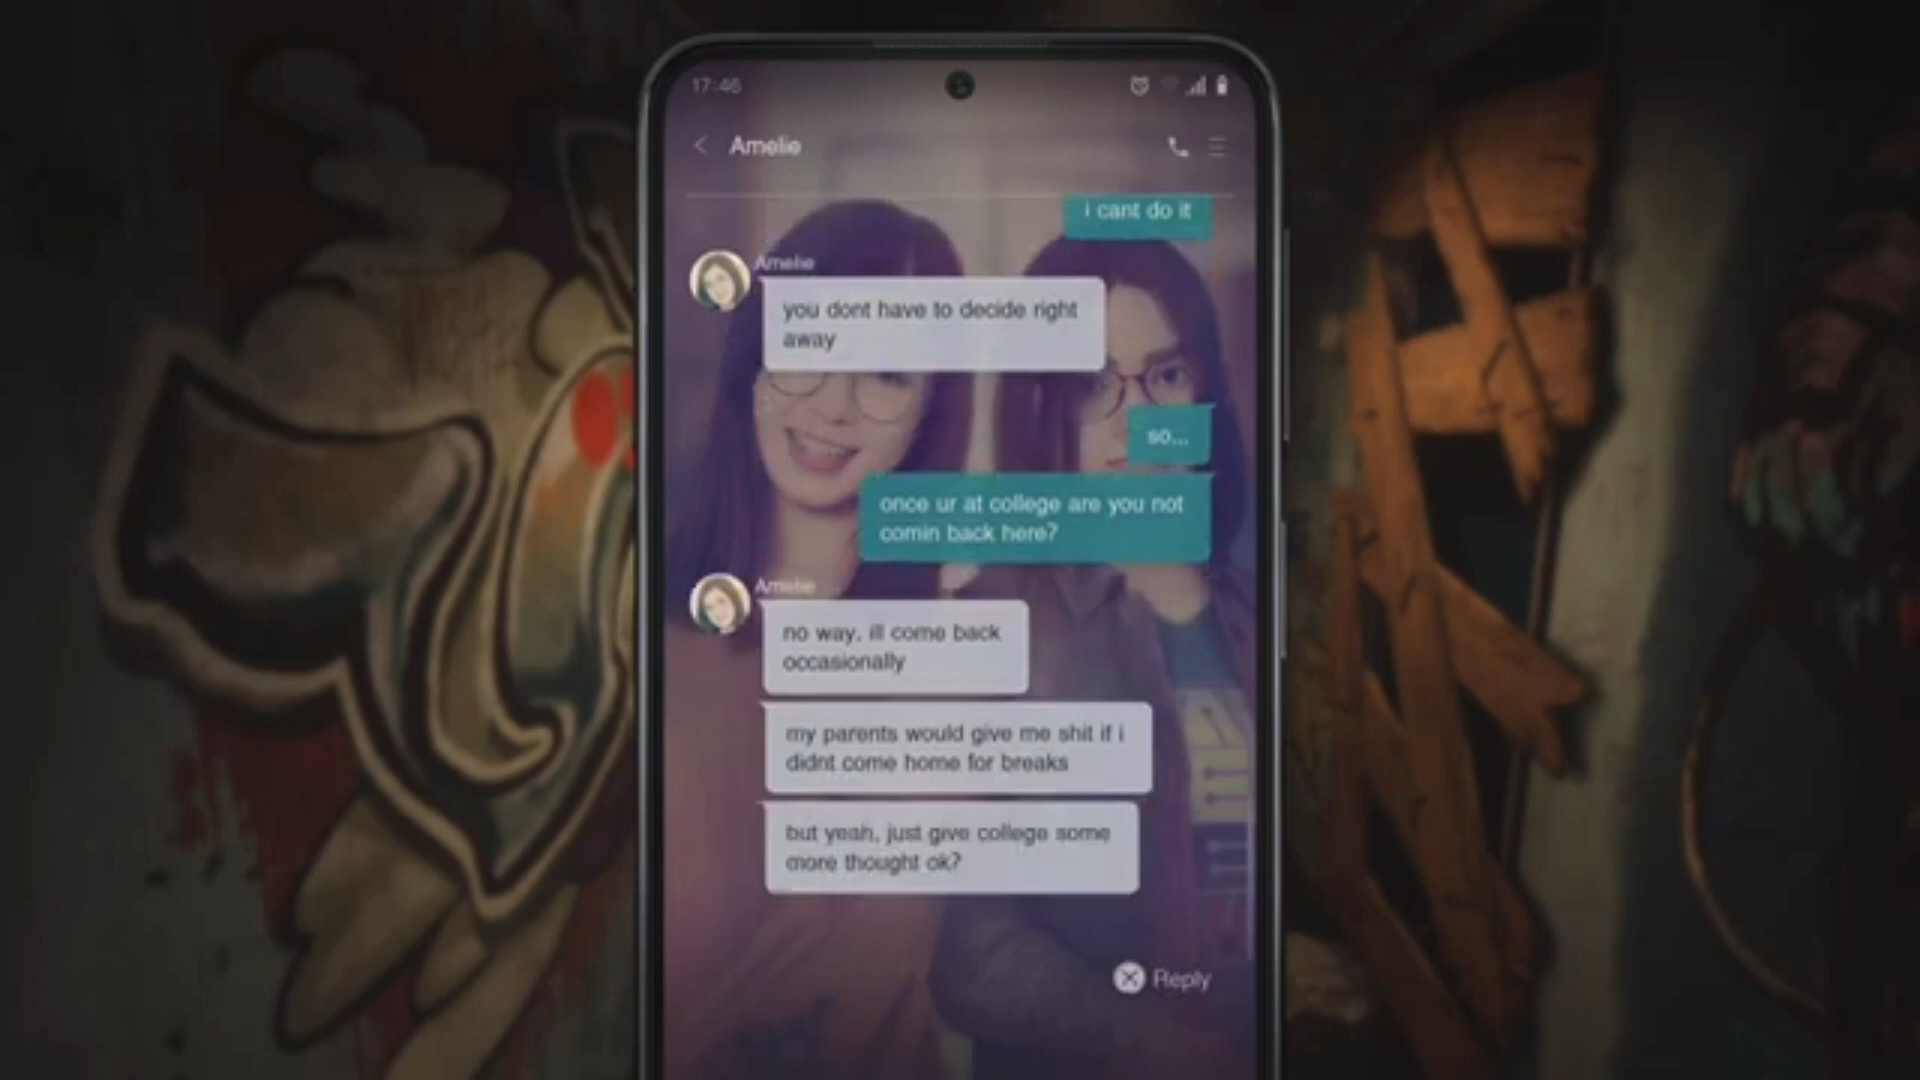 17:46
Amelie
i cant do it
Amelie
you dont have to decide right
away
so...
once ur at college are you not
comin back here?
Amelie
no way. ill come back
occasionally
my parents would give me shit if i
didnt come home for breaks
but yeah, just give college some
more thought ok?
Reply